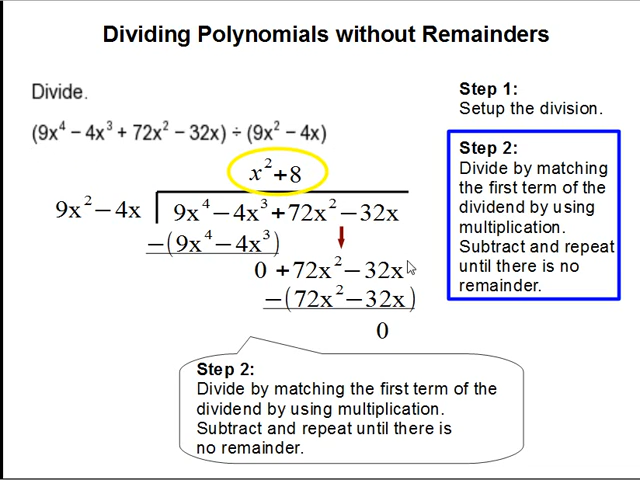 Dividing Polynomials without Remainders
Divide.
(9x⁴ − 4x³ + 72x² − 32x) ÷ (9x² − 4x)
x²+8
9x²−4x 9x⁴−4x³+72x²−32x
−(9x⁴−4x³)
0 +72x²−32x
−(72x²−32x)
0
Step 1:
Setup the division.
Step 2:
Divide by matching
the first term of the
dividend by using
multiplication.
Subtract and repeat
until there is no
remainder.
Step 2:
Divide by matching the first term of the
dividend by using multiplication.
Subtract and repeat until there is
no remainder.